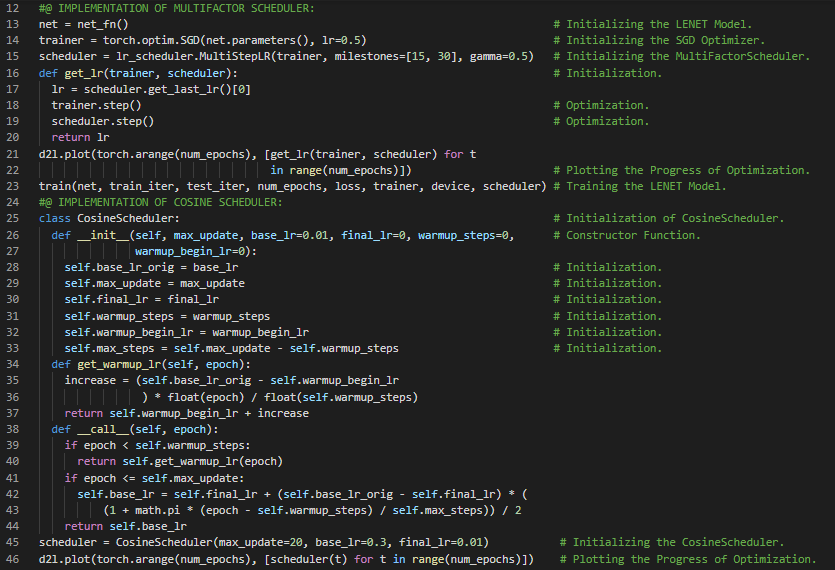 12 #@ IMPLEMENTATION OF MULTIFACTOR SCHEDULER:
13 net = net_fn() # Initializing the LENET Model.
14 trainer = torch.optim.SGD(net.parameters(), lr=0.5) # Initializing the SGD Optimizer.
15 scheduler = lr_scheduler.MultiStepLR(trainer, milestones=[15, 30], gamma=0.5) # Initializing the MultiFactorScheduler.
16 def get_lr(trainer, scheduler): # Initialization.
17 lr = scheduler.get_last_lr()[0]
18 trainer.step() # Optimization.
19 scheduler.step() # Optimization.
20 return lr
21 d2l.plot(torch.arange(num_epochs), [get_lr(trainer, scheduler) for t
22 in range(num_epochs)]) # Plotting the Progress of Optimization.
23 train(net, train_iter, test_iter, num_epochs, loss, trainer, device, scheduler) # Training the LENET Model.
24 #@ IMPLEMENTATION OF COSINE SCHEDULER:
25 class CosineScheduler: # Initialization of CosineScheduler.
26 def __init__(self, max_update, base_lr=0.01, final_lr=0, warmup_steps=0, # Constructor Function.
27 warmup_begin_lr=0):
28 self.base_lr_orig = base_lr # Initialization.
29 self.max_update = max_update # Initialization.
30 self.final_lr = final_lr # Initialization.
31 self.warmup_steps = warmup_steps # Initialization.
32 self.warmup_begin_lr = warmup_begin_lr # Initialization.
33 self.max_steps = self.max_update - self.warmup_steps # Initialization.
34 def get_warmup_lr(self, epoch):
35 increase = (self.base_lr_orig - self.warmup_begin_lr
36 ) * float(epoch) / float(self.warmup_steps)
37 return self.warmup_begin_lr + increase
38 def __call__(self, epoch):
39 if epoch < self.warmup_steps:
40 return self.get_warmup_lr(epoch)
41 if epoch <= self.max_update:
42 self.base_lr = self.final_lr + (self.base_lr_orig - self.final_lr) * (
43 (1 + math.pi * (epoch - self.warmup_steps) / self.max_steps)) / 2
44 return self.base_lr
45 scheduler = CosineScheduler(max_update=20, base_lr=0.3, final_lr=0.01) # Initializing the CosineScheduler.
46 d2l.plot(torch.arange(num_epochs), [scheduler(t) for t in range(num_epochs)]) # Plotting the Progress of Optimization.